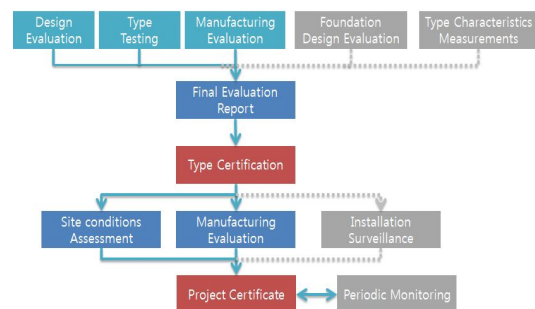 Design
Evaluation
Type
Testing
Manufacturing
Evaluation
Foundation
Design Evaluation
Type Characteristics
Measurements
Final Evaluation
Report
Type Certification
Site conditions
Assessment
Manufacturing
Evaluation
Installation
Surveillance
Project Certificate
Periodic Monitoring